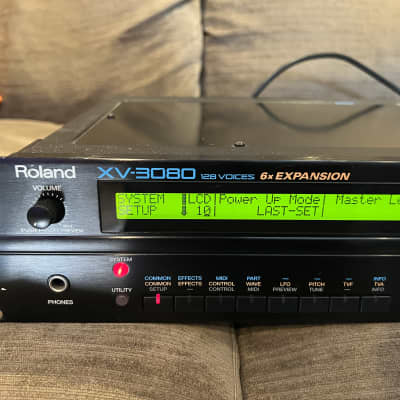 Roland XV-3080 128 VOICES 6x EXPANSION
VOLUME
SYSTEM LCD|Power Up Mode| Master Le
SETUP 10| LAST-SET|
SYSTEM
PHONES
UTILITY
COMMON EFFECTS MIDI PART — — — INFO
COMMON EFFECTS CONTROL WAVE LFO PITCH TVF TVA
SETUP — CONTROL MIDI PREVIEW TUNE — INFO